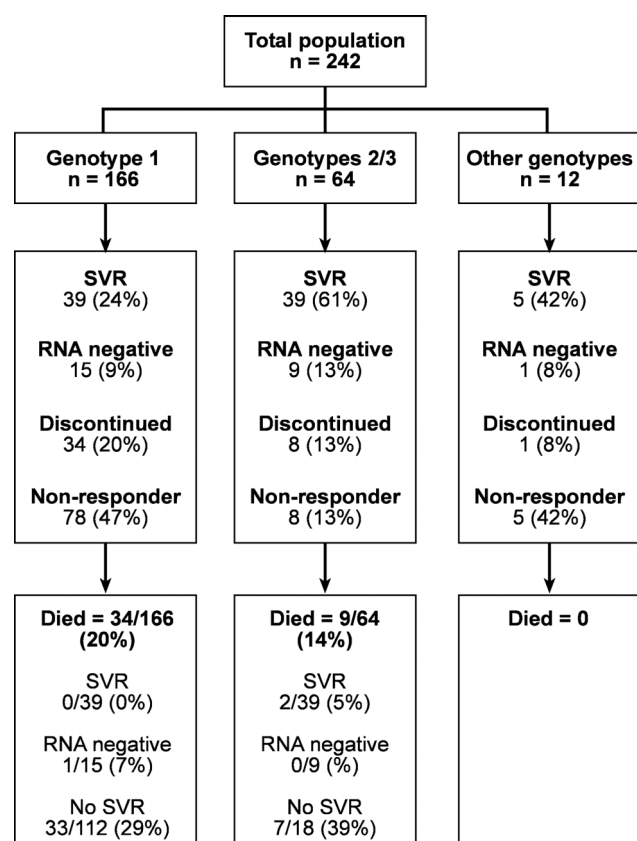 Total population
n = 242
Genotype 1
n = 166
Genotypes 2/3
n = 64
Other genotypes
n = 12
SVR
39 (24%)
RNA negative
15 (9%)
Discontinued
34 (20%)
Non-responder
78 (47%)
SVR
39 (61%)
RNA negative
9 (13%)
Discontinued
8 (13%)
Non-responder
8 (13%)
SVR
5 (42%)
RNA negative
1 (8%)
Discontinued
1 (8%)
Non-responder
5 (42%)
Died = 34/166
(20%)
SVR
0/39 (0%)
RNA negative
1/15 (7%)
No SVR
33/112 (29%)
Died = 9/64
(14%)
SVR
2/39 (5%)
RNA negative
0/9 (%)
No SVR
7/18 (39%)
Died = 0